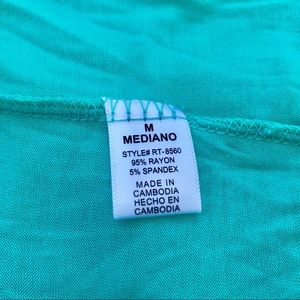 M
MEDIANO
STYLE# RT-8560
95% RAYON
5% SPANDEX
MADE IN
CAMBODIA
HECHO EN
CAMBODIA